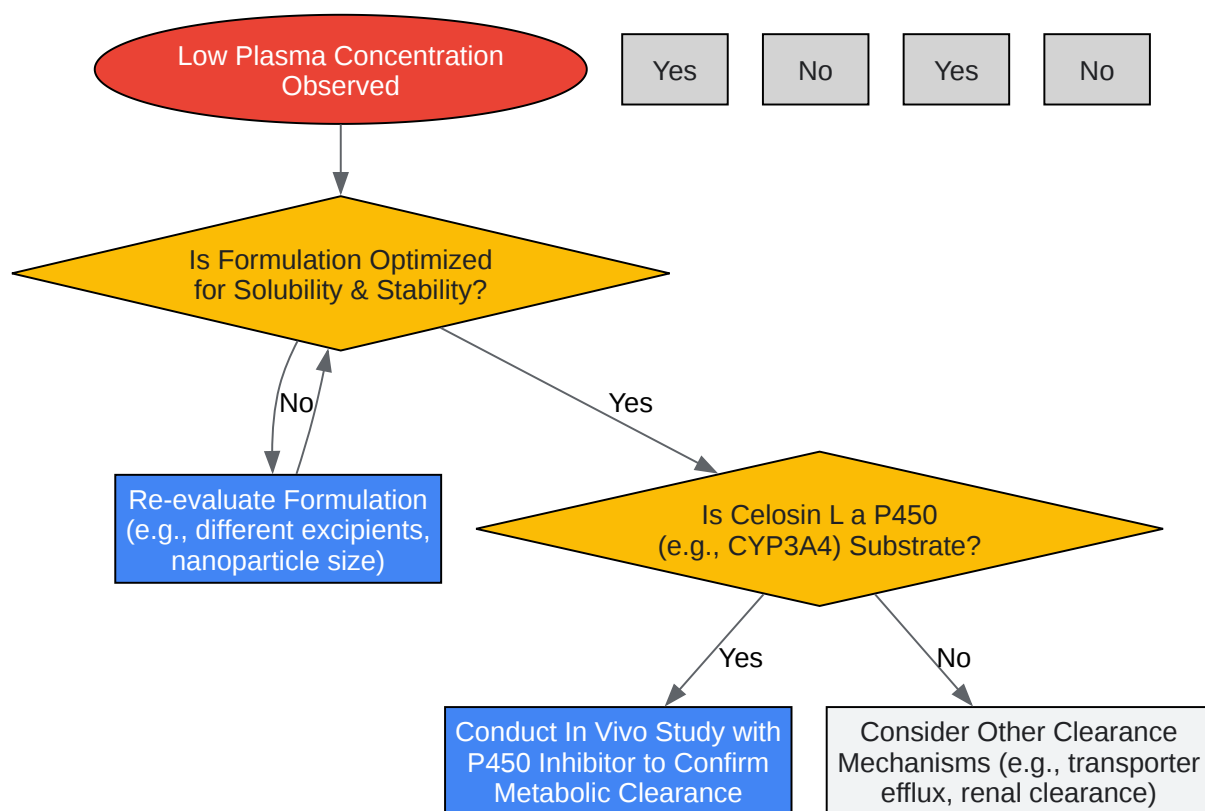 Low Plasma Concentration
Observed
Yes
No
Yes
No
Is Formulation Optimized
for Solubility & Stability?
No
Yes
Re-evaluate Formulation
(e.g., different excipients,
nanoparticle size)
Is Celosin L a P450
(e.g., CYP3A4) Substrate?
Yes
No
Conduct In Vivo Study with
P450 Inhibitor to Confirm
Metabolic Clearance
Consider Other Clearance
Mechanisms (e.g., transporter
efflux, renal clearance)